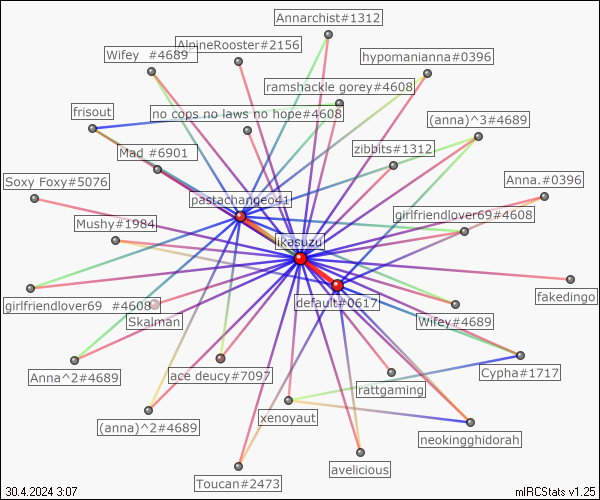 Annarchist#1312
AlpineRooster#2156
Wifey  #4689
hypomanianna#0396
ramshackle gorey#4608
frisout
no cops no laws no hope#4608
(anna)^3#4689
Mad #6901
zibbits#1312
Soxy Foxy#5076
Anna.#0396
pastachangeo41
girlfriendlover69#4608
Mushy#1984
ikasuzu
fakedingo
default#0617
girlfriendlover69  #4608
Skalman
Wifey#4689
Anna^2#4689
ace deucy#7097
Cypha#1717
rattgaming
xenoyaut
(anna)^2#4689
neokingghidorah
avelicious
Toucan#2473
30.4.2024 3:07
mIRCStats v1.25